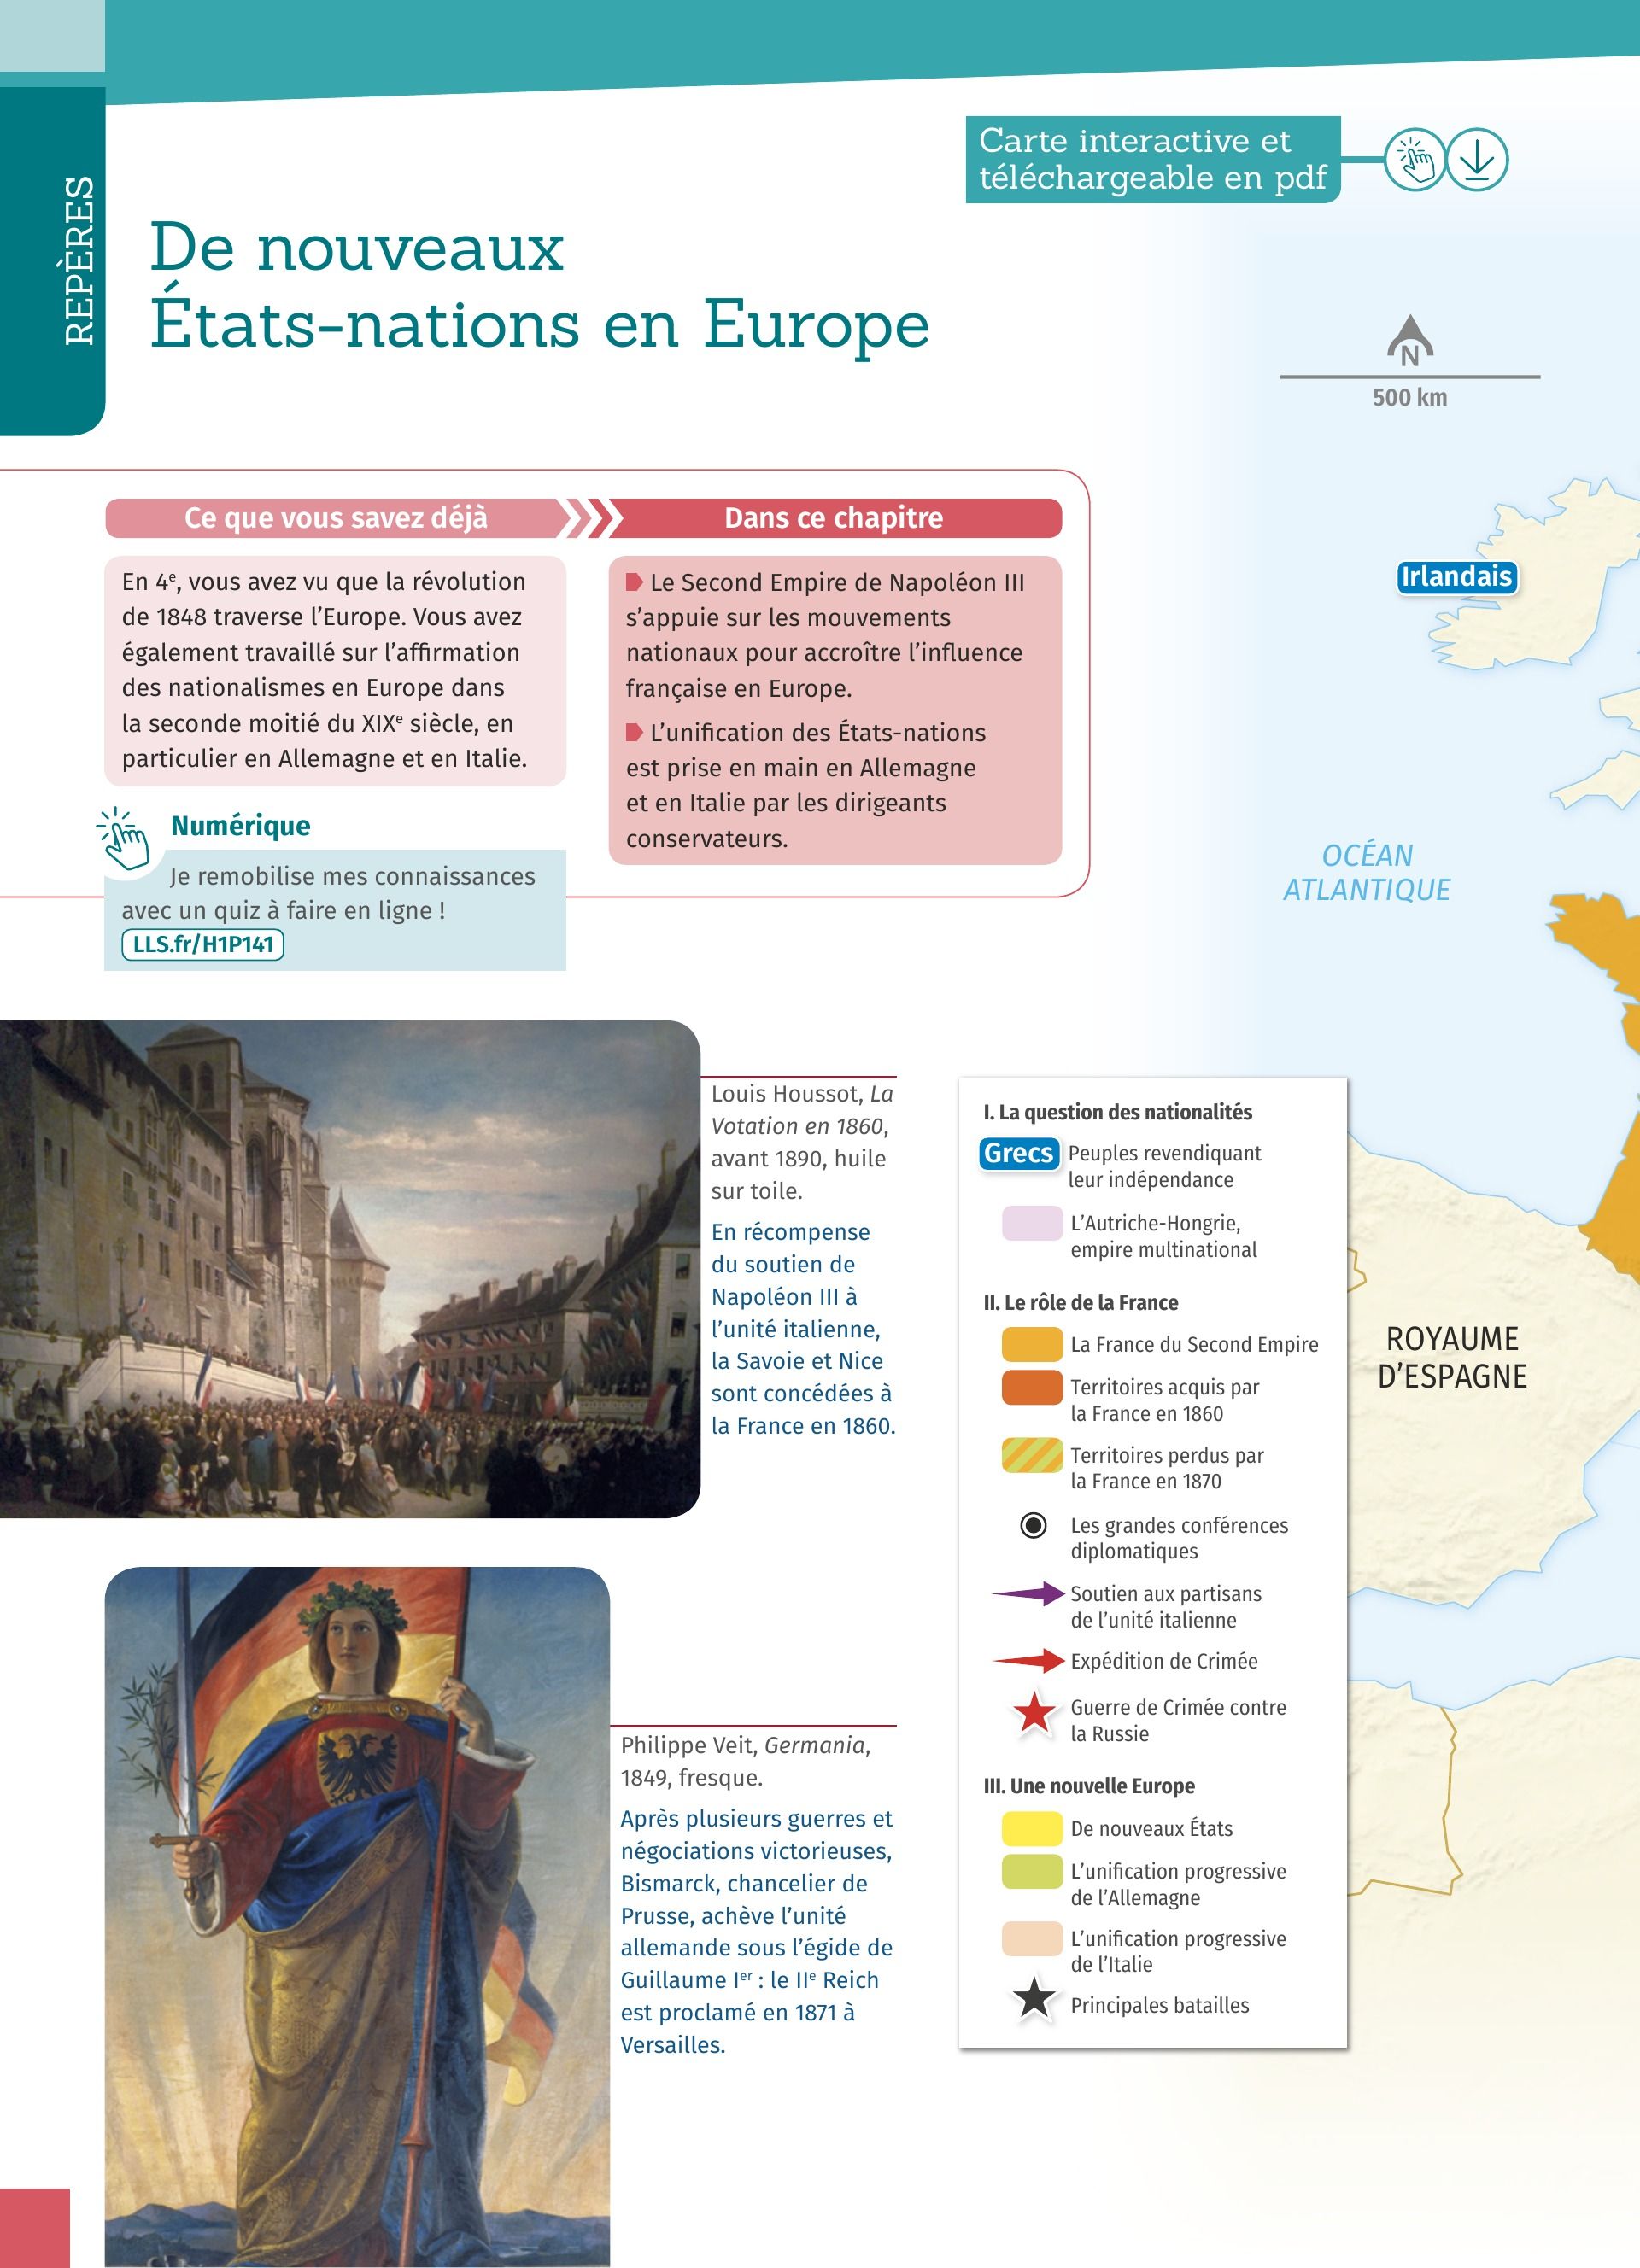 REPÈRES
Carte interactive et
téléchargeable en pdf
De nouveaux
États-nations en Europe
N
500 km
Ce que vous savez déjà
En 4e, vous avez vu que la révolution
de 1848 traverse l'Europe. Vous avez
également travaillé sur l'affirmation
des nationalismes en Europe dans
la seconde moitié du XIXe siècle, en
particulier en Allemagne et en Italie.
Dans ce chapitre
Le Second Empire de Napoléon III
s'appuie sur les mouvements
nationaux pour accroître l'influence
française en Europe.
L'unification des États-nations
est prise en main en Allemagne
et en Italie par les dirigeants
conservateurs.
Numérique
Je remobilise mes connaissances
avec un quiz à faire en ligne !
LLS.fr/H1P141
Irlandais
OCÉAN
ATLANTIQUE
Louis Houssot, La
Votation en 1860,
avant 1890, huile
sur toile.
En récompense
du soutien de
Napoléon III à
l'unité italienne,
la Savoie et Nice
sont concédées à
la France en 1860.
Philippe Veit, Germania,
1849, fresque.
Après plusieurs guerres et
négociations victorieuses,
Bismarck, chancelier de
Prusse, achève l'unité
allemande sous l'égide de
Guillaume Ier : le IIe Reich
est proclamé en 1871 à
Versailles.
I. La question des nationalités
Grecs
Peuples revendiquant
leur indépendance
L'Autriche-Hongrie,
empire multinational
II. Le rôle de la France
La France du Second Empire
Territoires acquis par
la France en 1860
Territoires perdus par
la France en 1870
Les grandes conférences
diplomatiques
Soutien aux partisans
de l'unité italienne
Expédition de Crimée
Guerre de Crimée contre
la Russie
III. Une nouvelle Europe
De nouveaux États
L'unification progressive
de l'Allemagne
L'unification progressive
de l'Italie
Principales batailles
ROYAUME
D'ESPAGNE